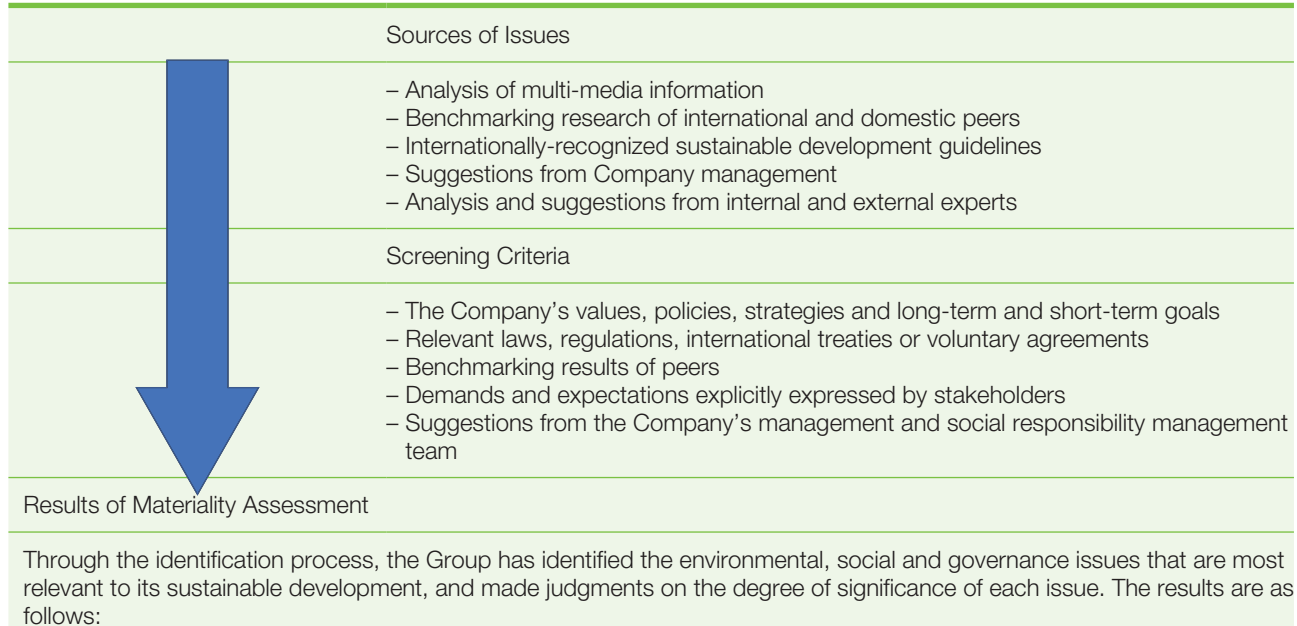 Sources of Issues
– Analysis of multi-media information
– Benchmarking research of international and domestic peers
– Internationally-recognized sustainable development guidelines
– Suggestions from Company management
– Analysis and suggestions from internal and external experts
Screening Criteria
– The Company’s values, policies, strategies and long-term and short-term goals
– Relevant laws, regulations, international treaties or voluntary agreements
– Benchmarking results of peers
– Demands and expectations explicitly expressed by stakeholders
– Suggestions from the Company’s management and social responsibility management
team
Results of Materiality Assessment
Through the identification process, the Group has identified the environmental, social and governance issues that are most
relevant to its sustainable development, and made judgments on the degree of significance of each issue. The results are as
follows: